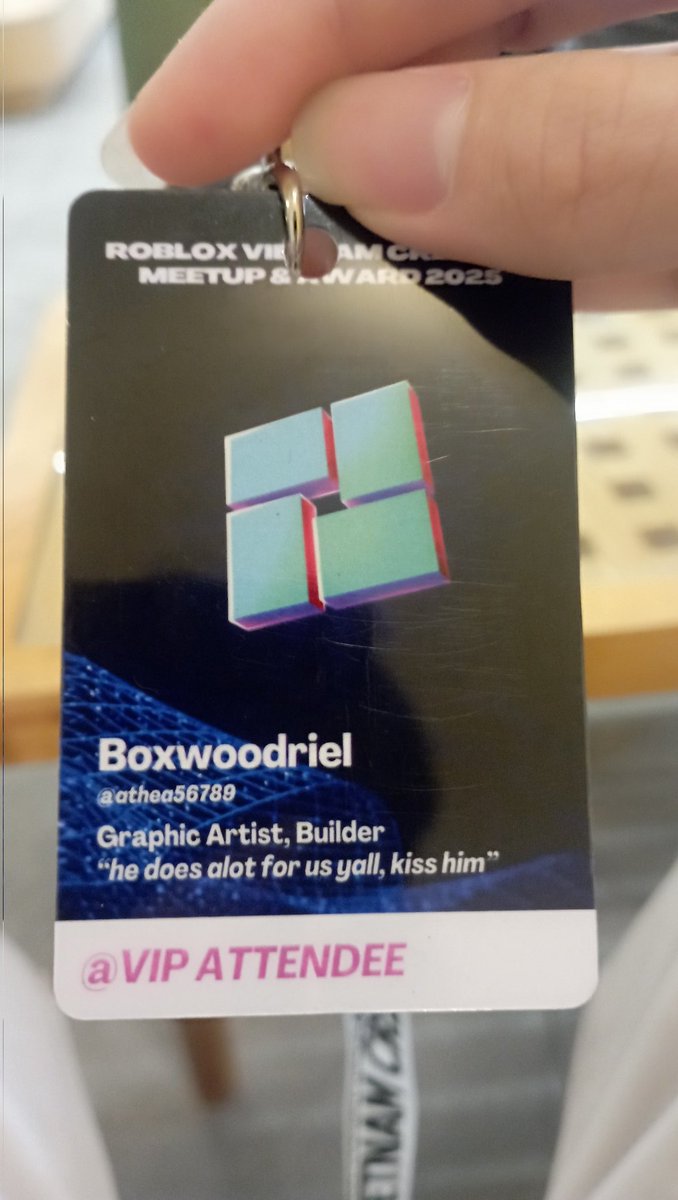 ROBLOX
MEETUP & AWARD 2025
Boxwoodriel
@athea56789
Graphic Artist, Builder
“he does alot for us yall, kiss him”
@VIP ATTENDEE